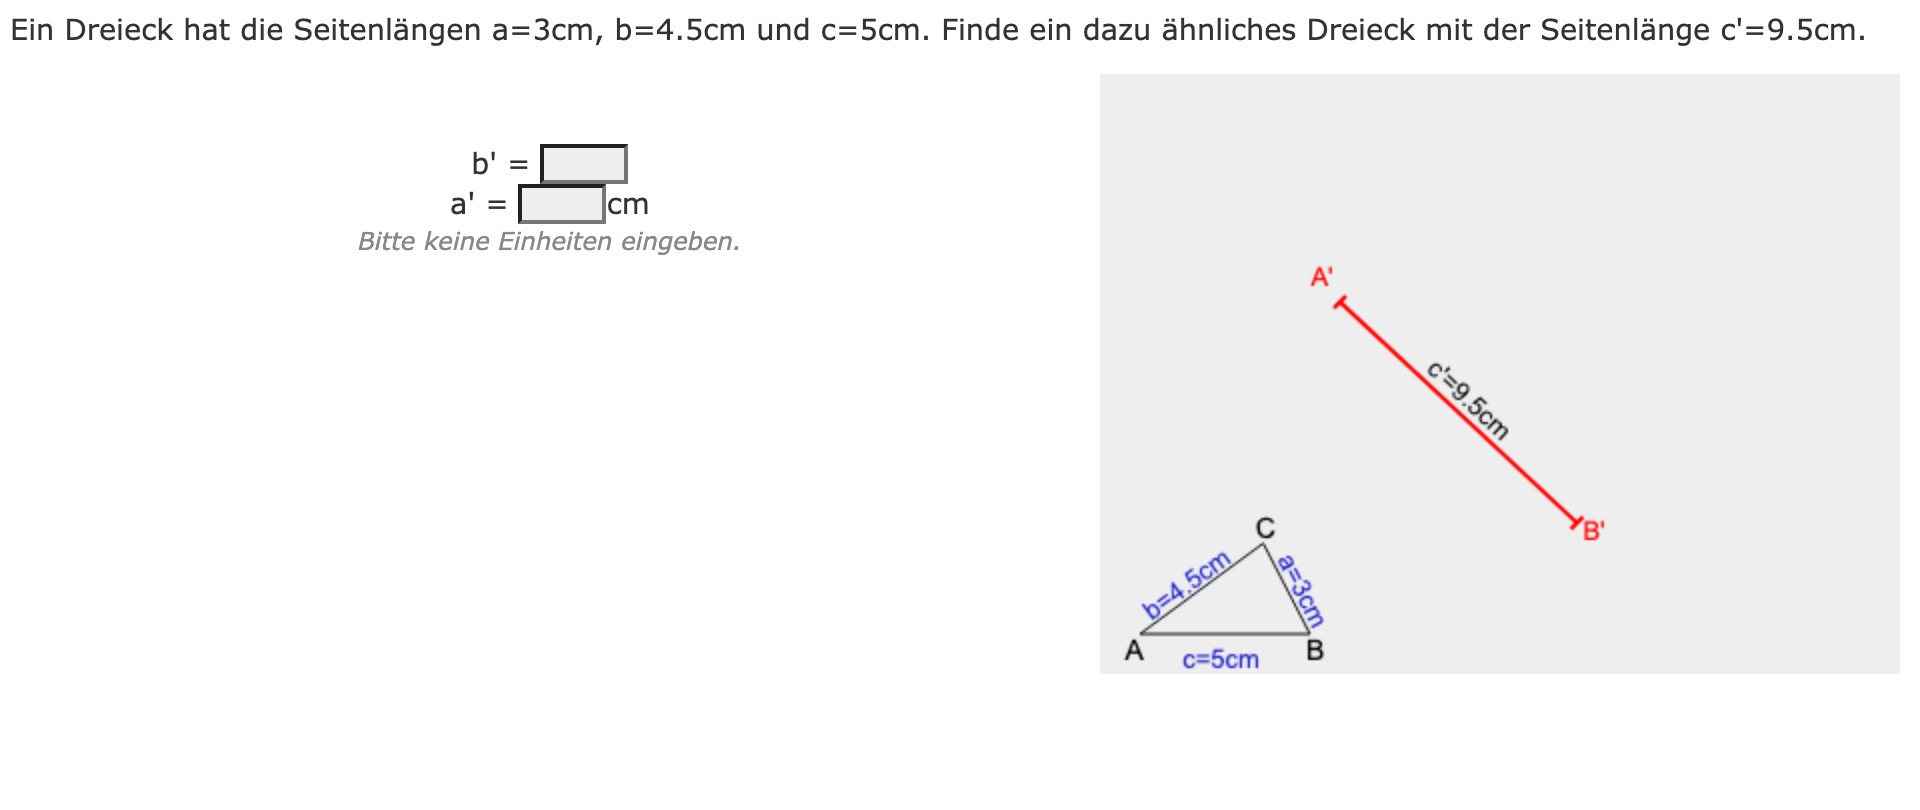 Ein Dreieck hat die Seitenlängen a=3cm, b=4.5cm und c=5cm. Finde ein dazu ähnliches Dreieck mit der Seitenlänge c'=9.5cm.
b' =
a' = cm
Bitte keine Einheiten eingeben.
A'
c'=9.5cm
B'
C
b=4.5cm
a=3cm
A
c=5cm
B